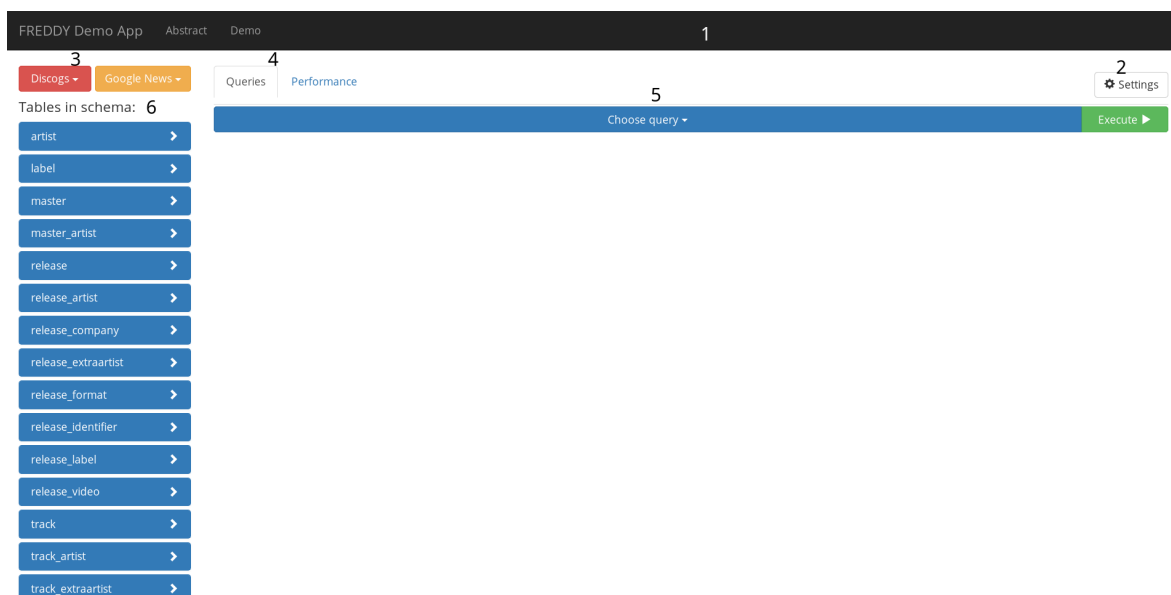 FREDDY Demo App Abstract Demo 1
3 4 2
Discogs Google News Queries Performance Settings
5
Tables in schema: 6
Choose query Execute
artist
label
master
master_artist
release
release_artist
release_company
release_extraartist
release_format
release_identifier
release_label
release_video
track
track_artist
track_extraartist